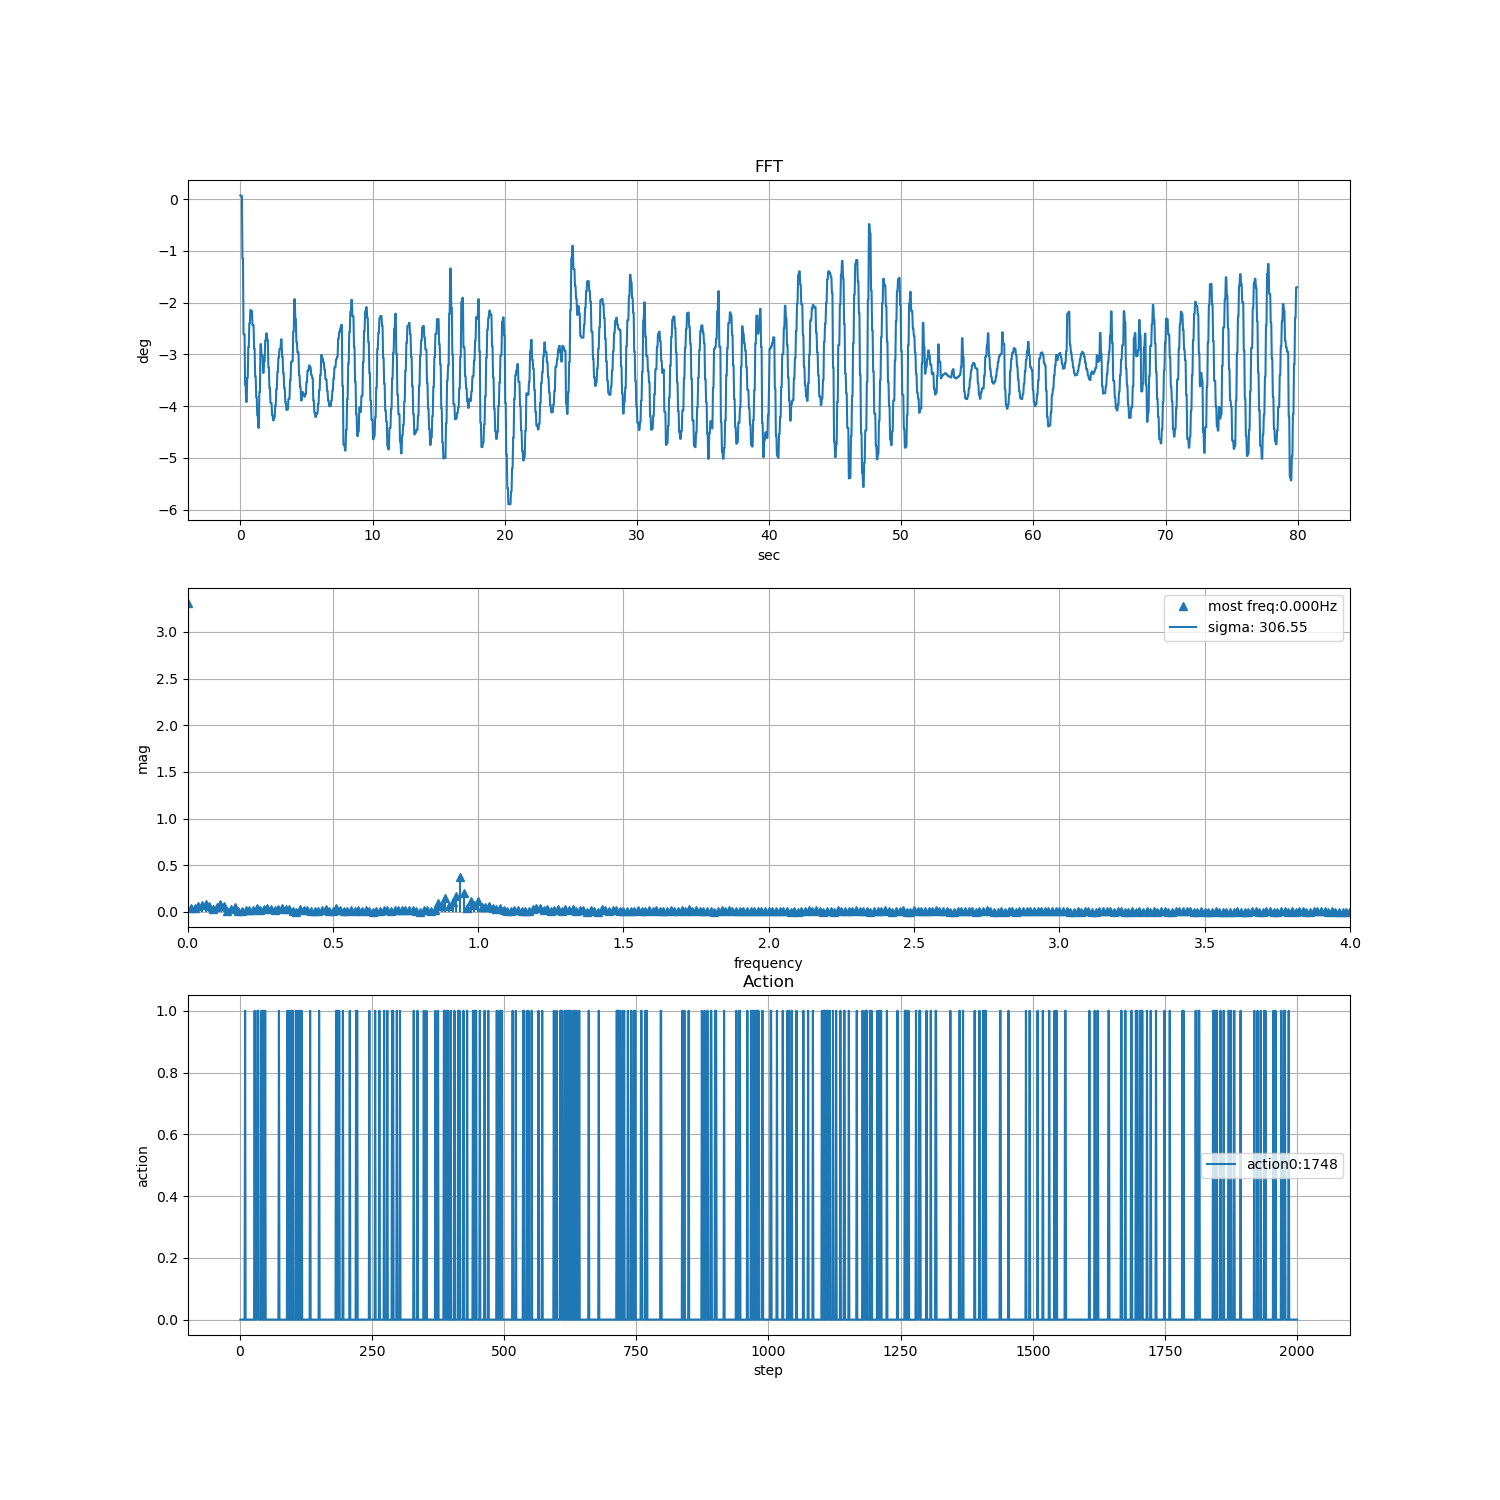 FFT
0
−1
−2
−3
−4
−5
−6
deg
0 10 20 30 40 50 60 70 80
sec
3.0
2.5
2.0
1.5
1.0
0.5
0.0
mag
most freq:0.000Hz
sigma: 306.55
0.0 0.5 1.0 1.5 2.0 2.5 3.0 3.5 4.0
frequency
Action
1.0
0.8
0.6
0.4
0.2
0.0
action
action0:1748
0 250 500 750 1000 1250 1500 1750 2000
step